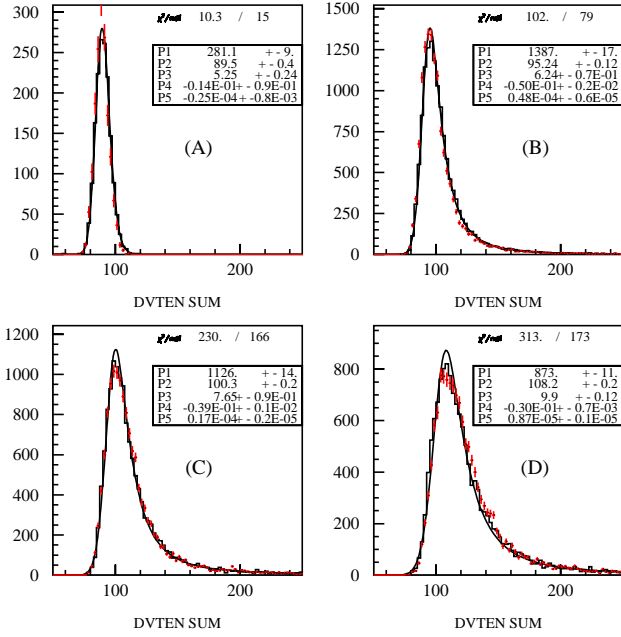 10.3 / 15
P1 281.1 + - 9.
P2 89.5 + - 0.4
P3 5.25 + - 0.24
P4 -0.14E-01 + - 0.9E-01
P5 -0.25E-04 + - 0.8E-03
300
250
200
150
100
50
0
(A)
100 200
DVTEN SUM
102. / 79
P1 1387. + - 17.
P2 95.24 + - 0.12
P3 6.24 + - 0.7E-01
P4 -0.50E-01 + - 0.2E-02
P5 0.48E-04 + - 0.6E-05
1500
1250
1000
750
500
250
0
(B)
100 200
DVTEN SUM
230. / 166
P1 1126. + - 14.
P2 100.3 + - 0.2
P3 7.65 + - 0.9E-01
P4 -0.39E-01 + - 0.1E-02
P5 0.17E-04 + - 0.2E-05
1200
1000
800
600
400
200
0
(C)
100 200
DVTEN SUM
313. / 173
P1 873. + - 11.
P2 108.2 + - 0.2
P3 9.9 + - 0.12
P4 -0.30E-01 + - 0.7E-03
P5 0.87E-05 + - 0.1E-05
800
600
400
200
0
(D)
100 200
DVTEN SUM